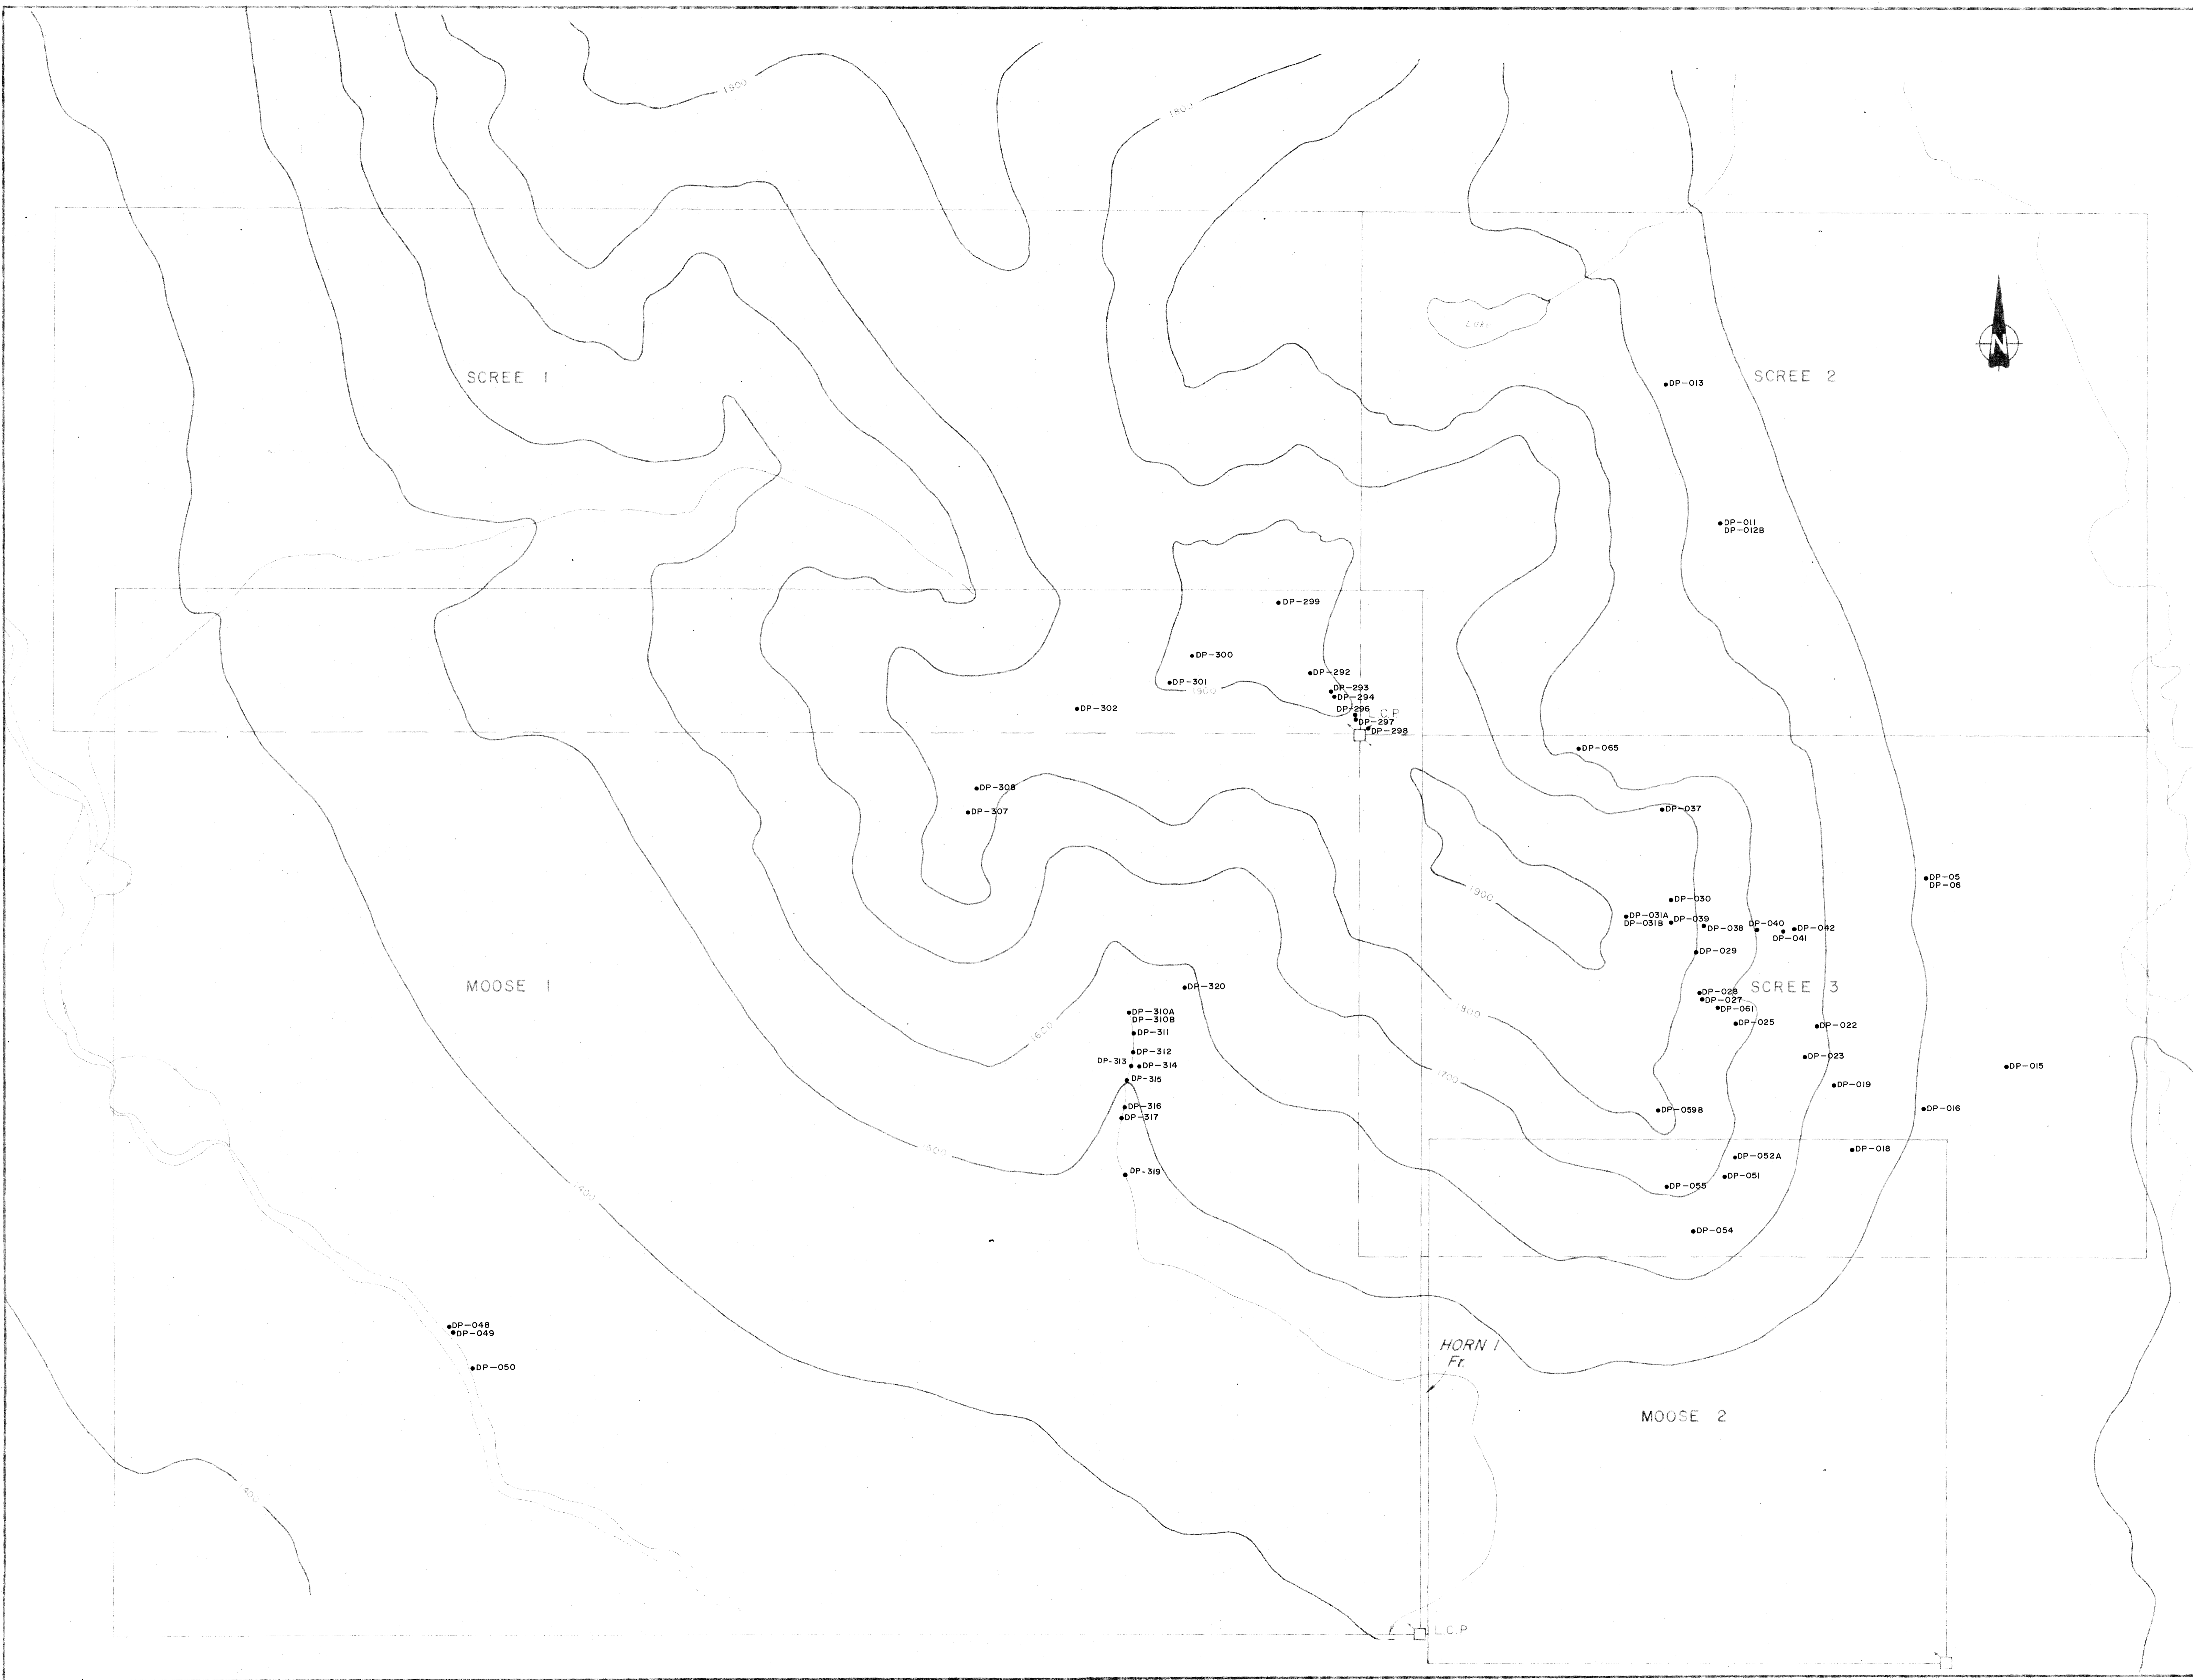 1900
1800
LAKE
N
SCREE 1
SCREE 2
DP-013
DP-011
DP-012B
DP-299
DP-300
DP-292
DP-301
1900
DP-293
DP-294
DP-302
DP-296
L.C.P
DP-297
DP-298
DP-065
DP-308
DP-307
DP-037
DP-05
DP-06
1900
DP-030
DP-031A
DP-031B
DP-039
DP-038
DP-040
DP-041
DP-042
DP-029
MOOSE 1
DP-320
DP-028
SCREE 3
DP-027
DP-061
1800
DP-310A
DP-310B
DP-025
DP-022
DP-311
1600
DP-312
DP-023
DP-313
DP-314
DP-015
1700
DP-315
DP-019
DP-316
DP-317
DP-059B
DP-016
1500
DP-018
DP-052A
DP-319
DP-051
DP-055
1400
DP-054
DP-048
DP-049
HORN 1
Fr.
DP-050
MOOSE 2
1400
L.C.P